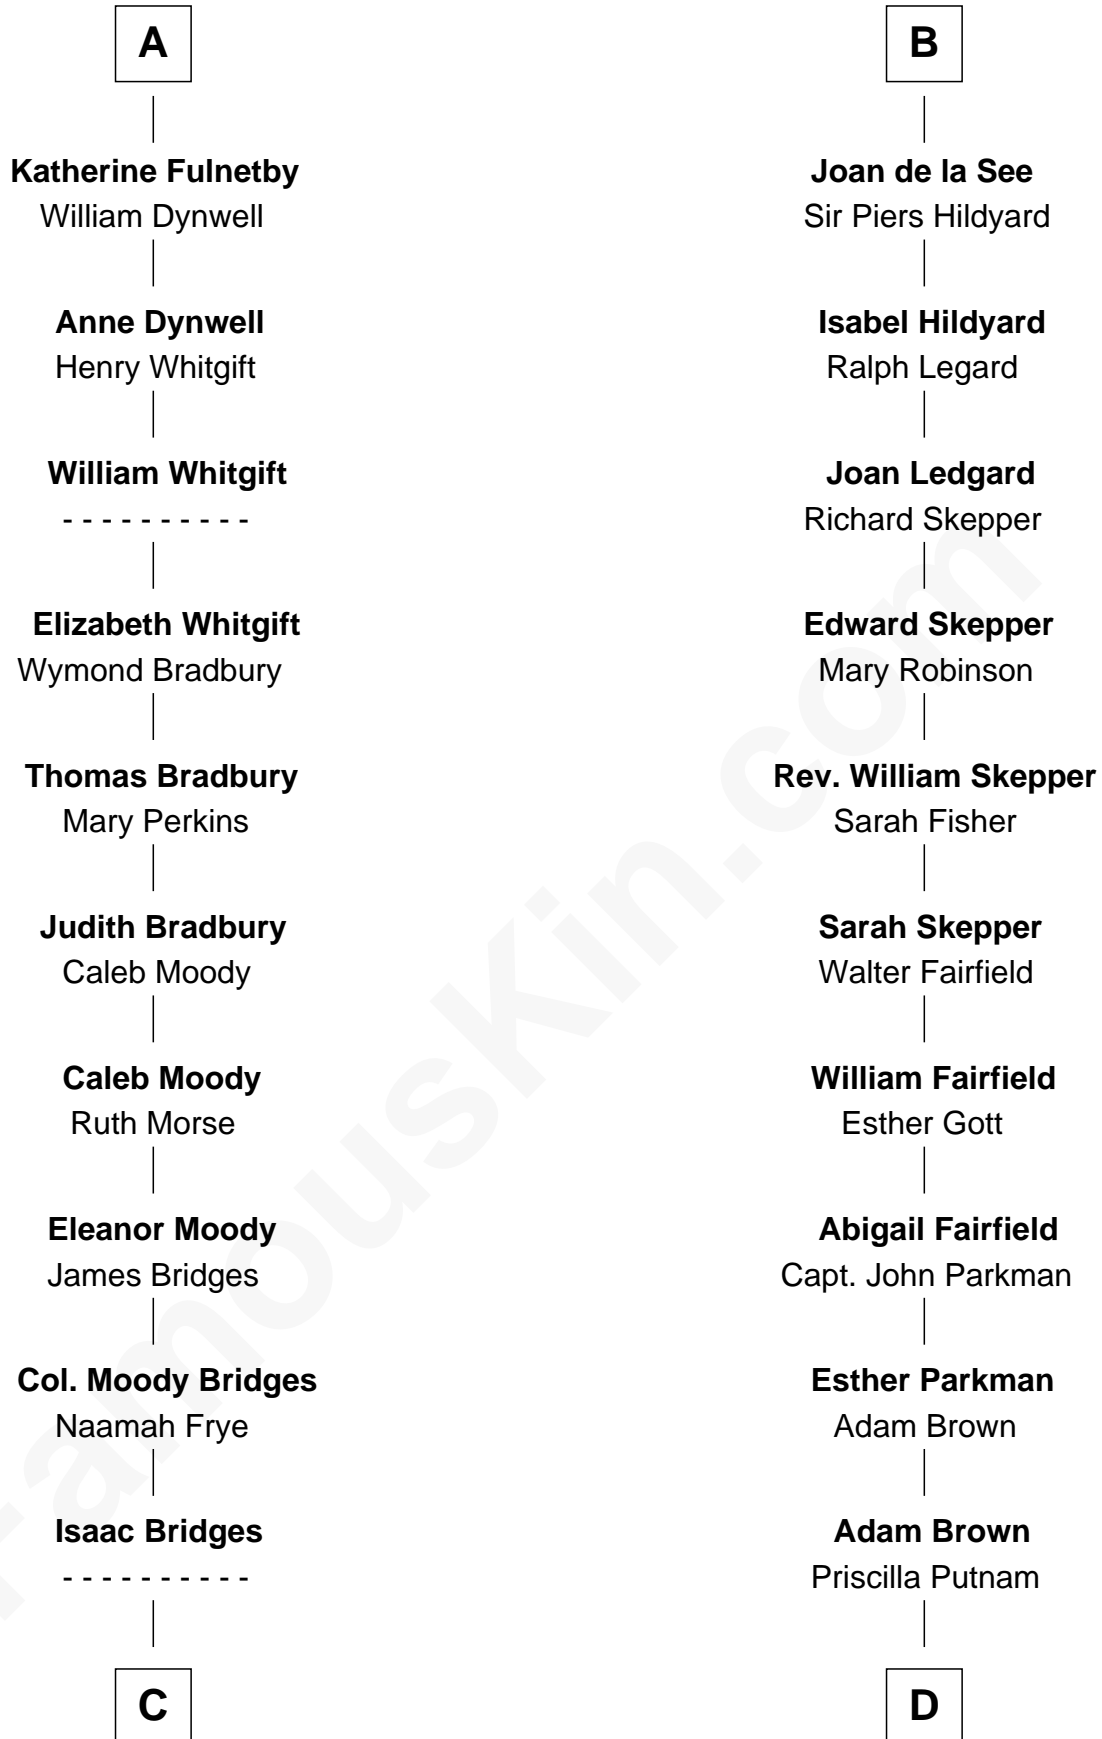 A
Katherine Fulnetby
William Dynwell
Anne Dynwell
Henry Whitgift
William Whitgift
- - - - - - - - - -
Elizabeth Whitgift
Wymond Bradbury
Thomas Bradbury
Mary Perkins
Judith Bradbury
Caleb Moody
Caleb Moody
Ruth Morse
Eleanor Moody
James Bridges
Col. Moody Bridges
Naamah Frye
Isaac Bridges
- - - - - - - - - -
C
B
Joan de la See
Sir Piers Hildyard
Isabel Hildyard
Ralph Legard
Joan Ledgard
Richard Skepper
Edward Skepper
Mary Robinson
Rev. William Skepper
Sarah Fisher
Sarah Skepper
Walter Fairfield
William Fairfield
Esther Gott
Abigail Fairfield
Capt. John Parkman
Esther Parkman
Adam Brown
Adam Brown
Priscilla Putnam
D
FamousKin.com